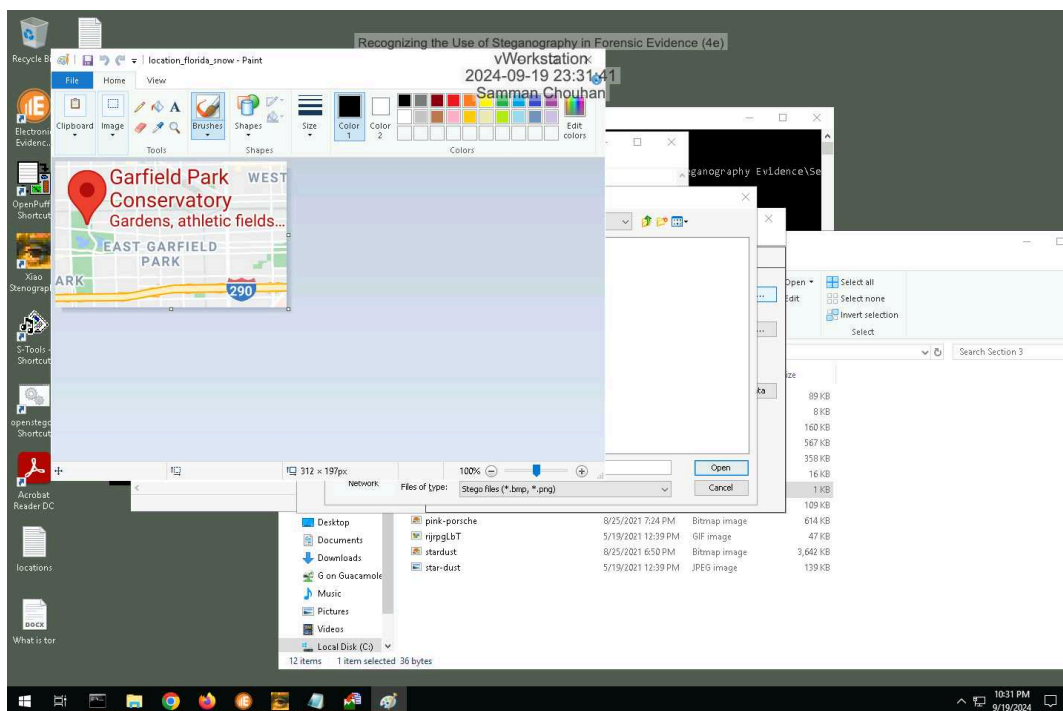 Recognizing the Use of Steganography in Forensic Evidence (4e)
vWorkstation
2024-09-19 23:31:41
Samman Chouhan
Recycle Bi
Electronic
Evidenc...
OpenPuff
Shortcut
Xiao
Stenograph
S-Tools -
Shortcut
openstego
Shortcut
Acrobat
Reader DC
locations
DOCX
What is tor
location_florida_snow - Paint
File Home View
Clipboard Image Brushes Shapes Size Color 1 Color 2 Edit colors
Tools Shapes Colors
Garfield Park WEST
Conservatory
Gardens, athletic fields...
EAST GARFIELD
PARK
ARK
290
312 × 197px 100%
eganography Evidence\Se
Network
Files of type: Stego files (*.bmp, *.png)
Open
Cancel
Open Select all
Edit Select none
Invert selection
Select
Search Section 3
89 KB
8 KB
160 KB
567 KB
358 KB
16 KB
1 KB
109 KB
pink-porsche 8/25/2021 7:24 PM Bitmap image 614 KB
rijrpgLbT 5/19/2021 12:39 PM GIF image 47 KB
stardust 8/25/2021 6:50 PM Bitmap image 3,642 KB
star-dust 5/19/2021 12:39 PM JPEG image 139 KB
Desktop
Documents
Downloads
G on Guacamole
Music
Pictures
Videos
Local Disk (C:)
12 items 1 item selected 36 bytes
10:31 PM
9/19/2024